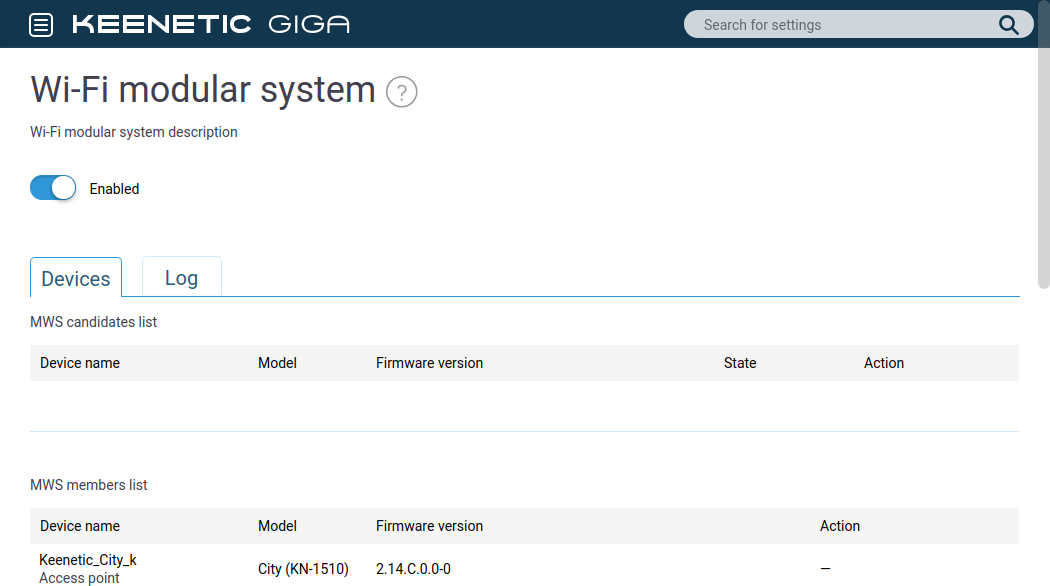 KEENETIC GIGA
Search for settings
Wi-Fi modular system ?
Wi-Fi modular system description
Enabled
Devices Log
MWS candidates list
Device name Model Firmware version State Action
MWS members list
Device name Model Firmware version Action
Keenetic_City_k
Access point
City (KN-1510) 2.14.C.0.0-0 —